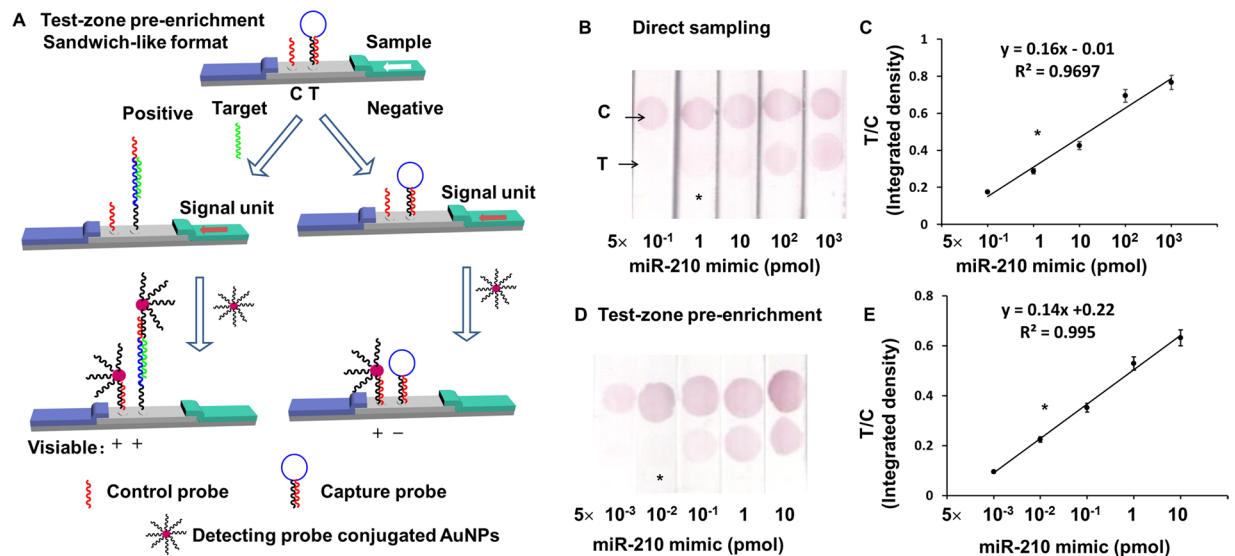 A Test-zone pre-enrichment
Sandwich-like format
Sample
C T
Positive
Target
Negative
Signal unit
Signal unit
Visiable: + +
+ −
Control probe
Capture probe
Detecting probe conjugated AuNPs
B Direct sampling
C
T
*
5× 10⁻¹ 1 10 10² 10³
miR-210 mimic (pmol)
C
y = 0.16x - 0.01
R² = 0.9697
*
T/C
(Integrated density)
1
0.8
0.6
0.4
0.2
0
5× 10⁻¹ 1 10 10² 10³
miR-210 mimic (pmol)
D Test-zone pre-enrichment
*
5× 10⁻³ 10⁻² 10⁻¹ 1 10
miR-210 mimic (pmol)
E
y = 0.14x +0.22
R² = 0.995
*
T/C
(Integrated density)
0.8
0.6
0.4
0.2
0
5× 10⁻³ 10⁻² 10⁻¹ 1 10
miR-210 mimic (pmol)